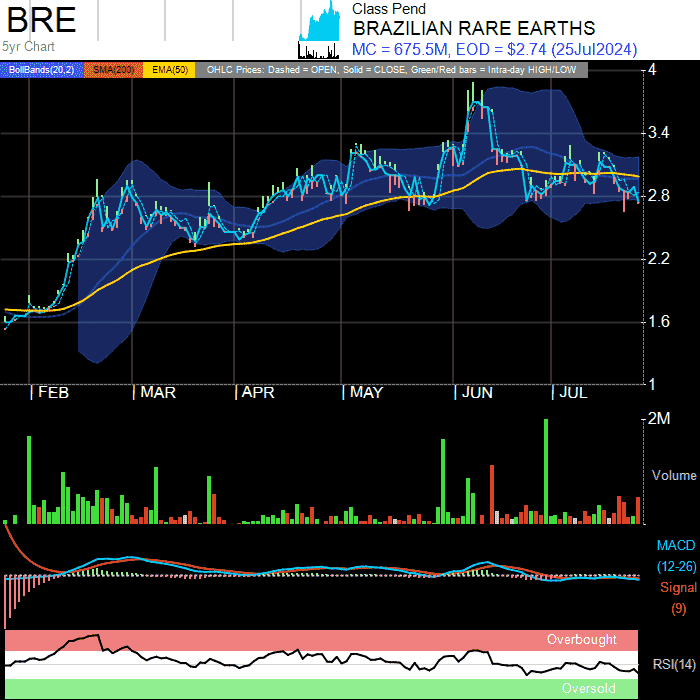 BRE
5yr Chart
Class Pend
BRAZILIAN RARE EARTHS
MC = 675.5M, EOD = $2.74 (25Jul2024)
BollBands(20,2) SMA(200) EMA(50) OHLC Prices: Dashed = OPEN, Solid = CLOSE, Green/Red bars = Intra-day HIGH/LOW
4
3.4
2.8
2.2
1.6
1
| FEB | MAR | APR | MAY | JUN | JUL
2M
Volume
MACD
(12-26)
Signal
(9)
Overbought
RSI(14)
Oversold